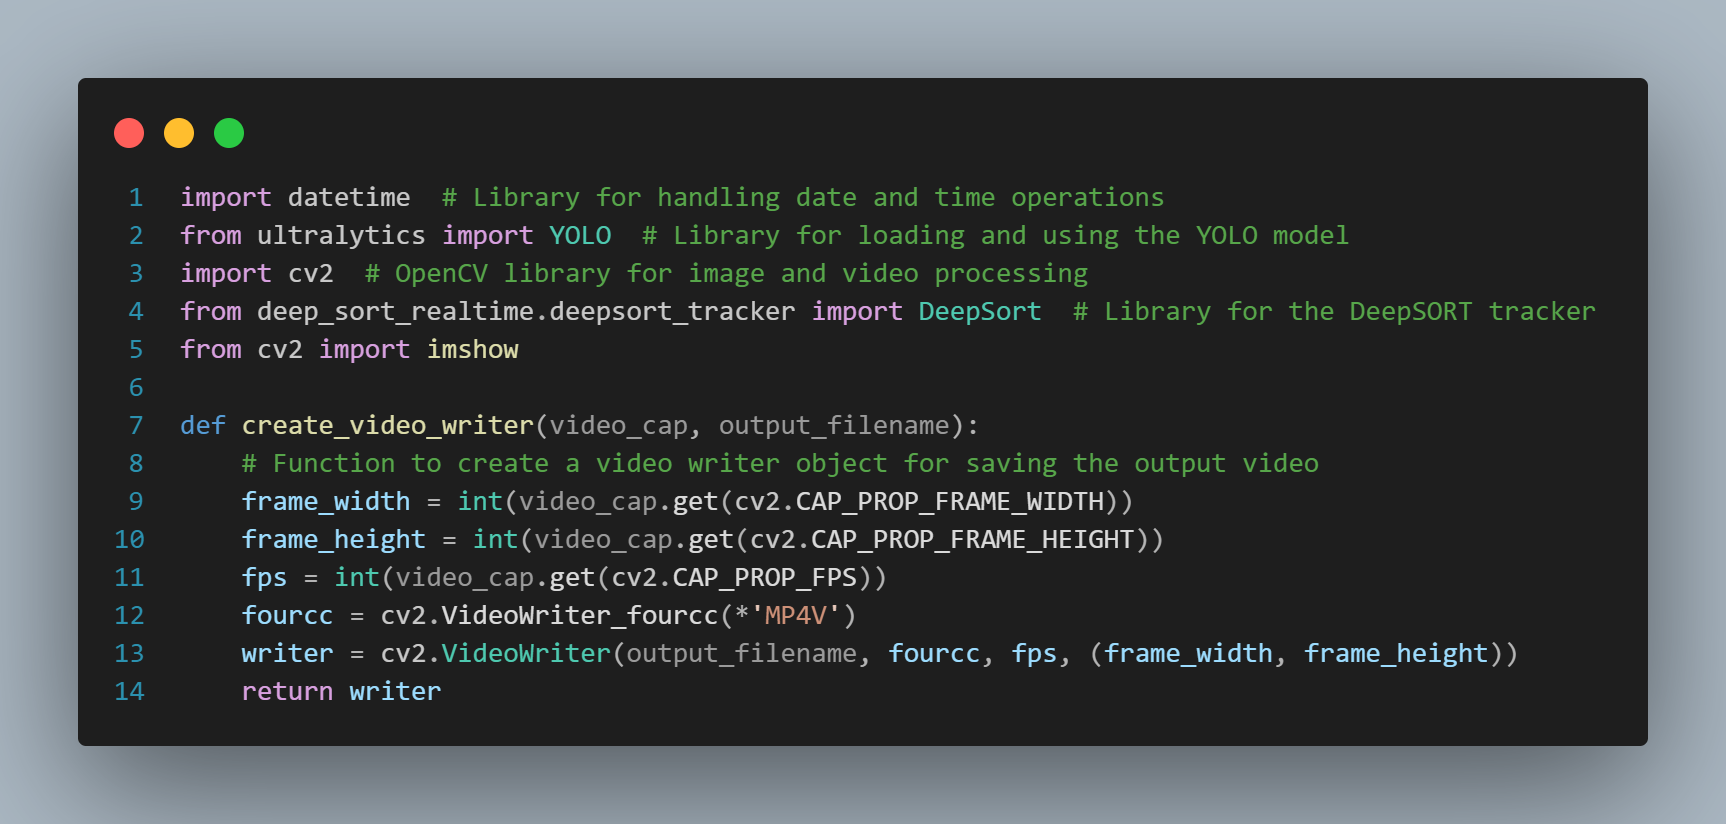 1 import datetime  # Library for handling date and time operations
2 from ultralytics import YOLO  # Library for loading and using the YOLO model
3 import cv2  # OpenCV library for image and video processing
4 from deep_sort_realtime.deepsort_tracker import DeepSort  # Library for the DeepSORT tracker
5 from cv2 import imshow
6
7 def create_video_writer(video_cap, output_filename):
8     # Function to create a video writer object for saving the output video
9     frame_width = int(video_cap.get(cv2.CAP_PROP_FRAME_WIDTH))
10     frame_height = int(video_cap.get(cv2.CAP_PROP_FRAME_HEIGHT))
11     fps = int(video_cap.get(cv2.CAP_PROP_FPS))
12     fourcc = cv2.VideoWriter_fourcc(*'MP4V')
13     writer = cv2.VideoWriter(output_filename, fourcc, fps, (frame_width, frame_height))
14     return writer